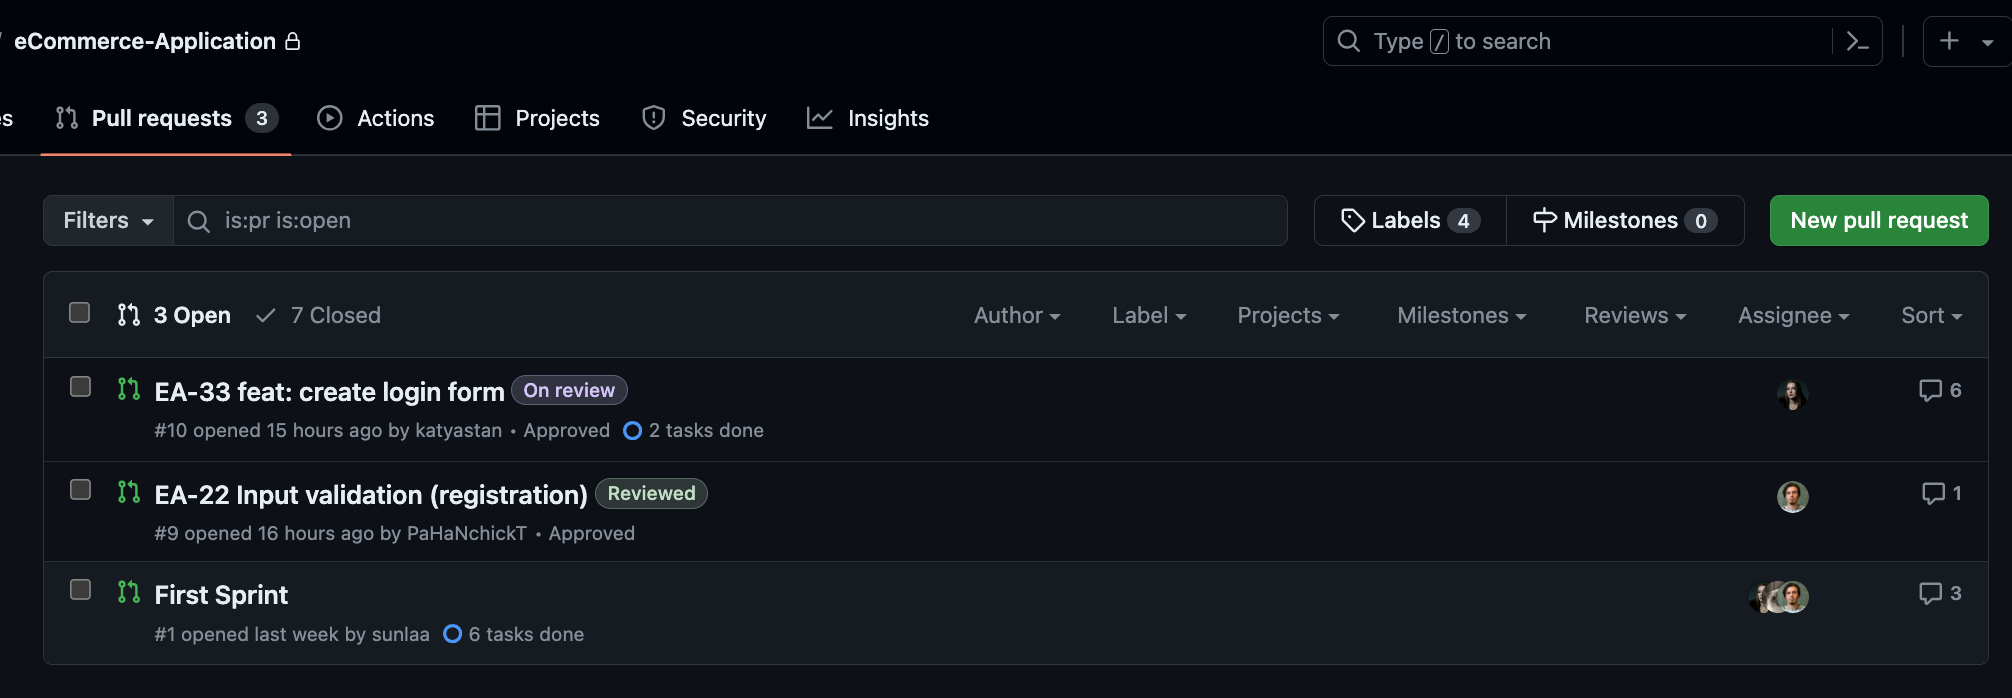 / eCommerce-Application
Type / to search
Pull requests 3
Actions
Projects
Security
Insights
Filters
is:pr is:open
Labels 4
Milestones 0
New pull request
3 Open
7 Closed
Author
Label
Projects
Milestones
Reviews
Assignee
Sort
EA-33 feat: create login form On review
6
#10 opened 15 hours ago by katyastan • Approved 2 tasks done
EA-22 Input validation (registration) Reviewed
1
#9 opened 16 hours ago by PaHaNchickT • Approved
First Sprint
3
#1 opened last week by sunlaa 6 tasks done